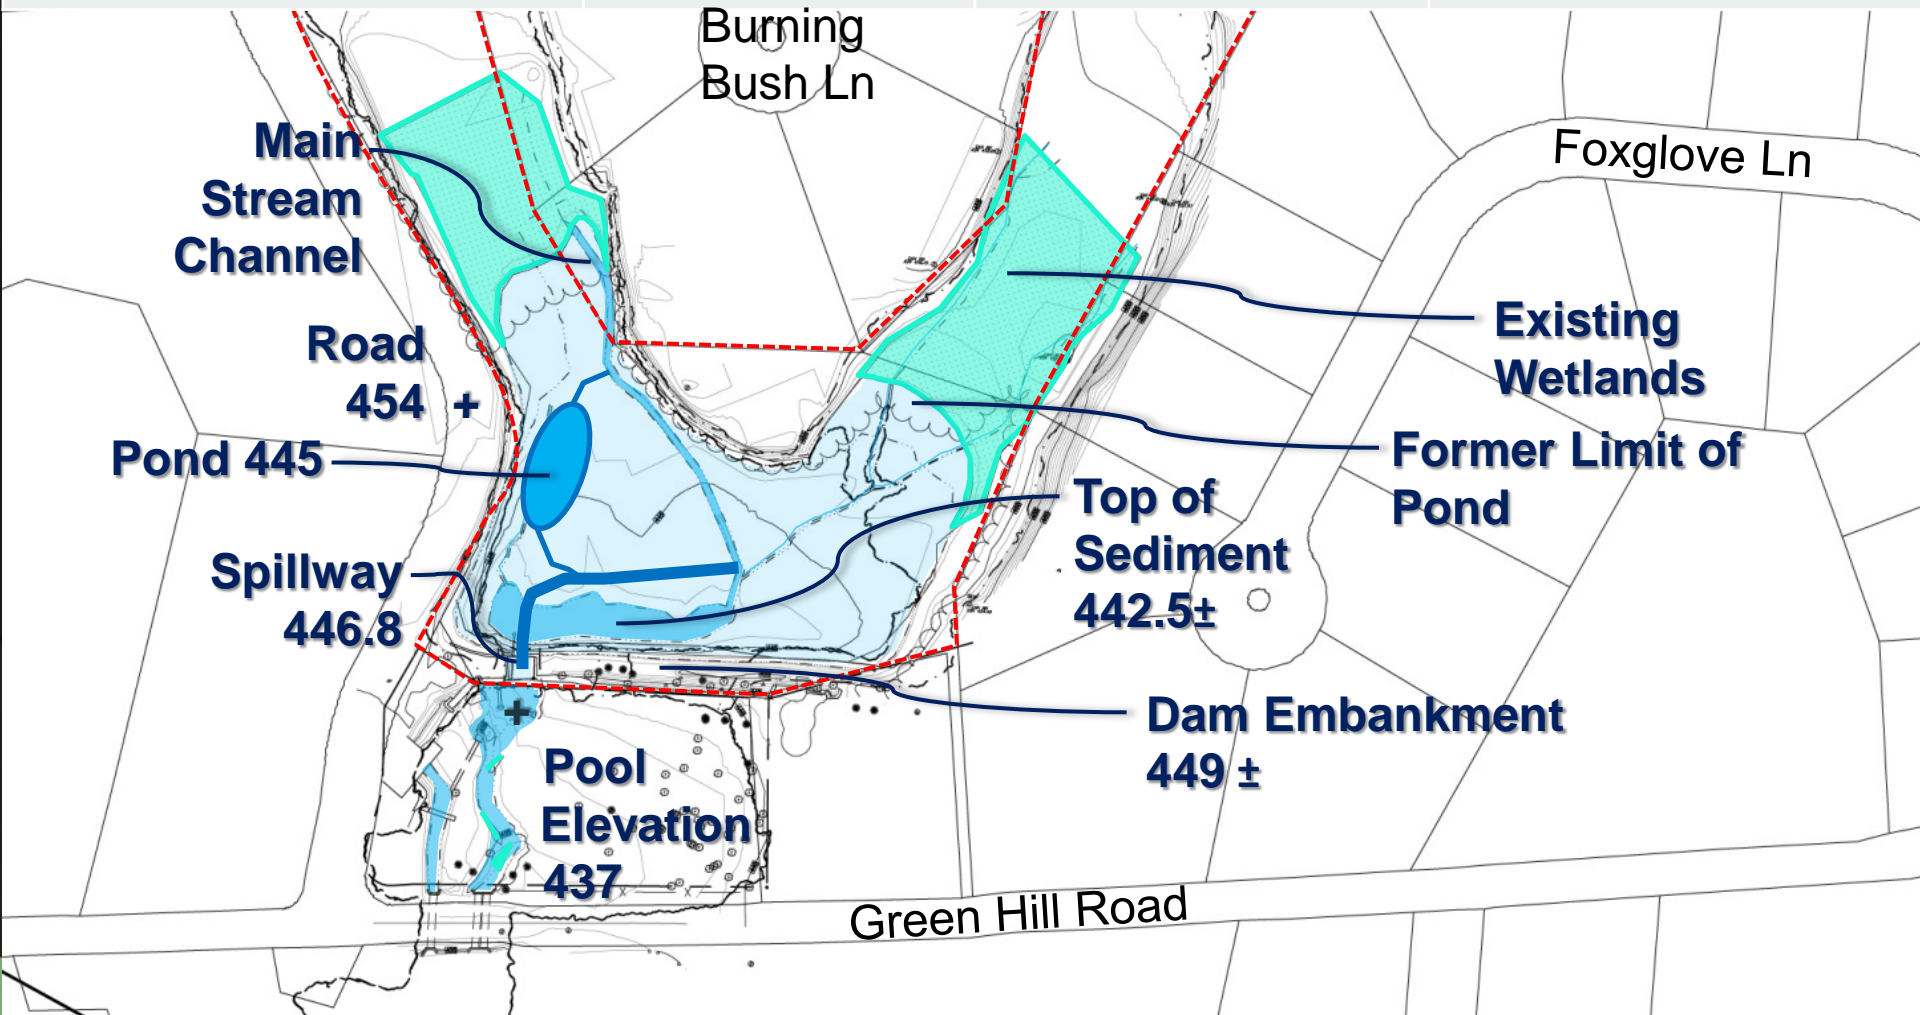 Burning
Bush Ln
Foxglove Ln
Main
Stream
Channel
Existing
Wetlands
Road
454 +
Former Limit of
Pond
Pond 445
Top of
Sediment
442.5±
Spillway
446.8
Dam Embankment
449 ±
Pool
Elevation
437
Green Hill Road